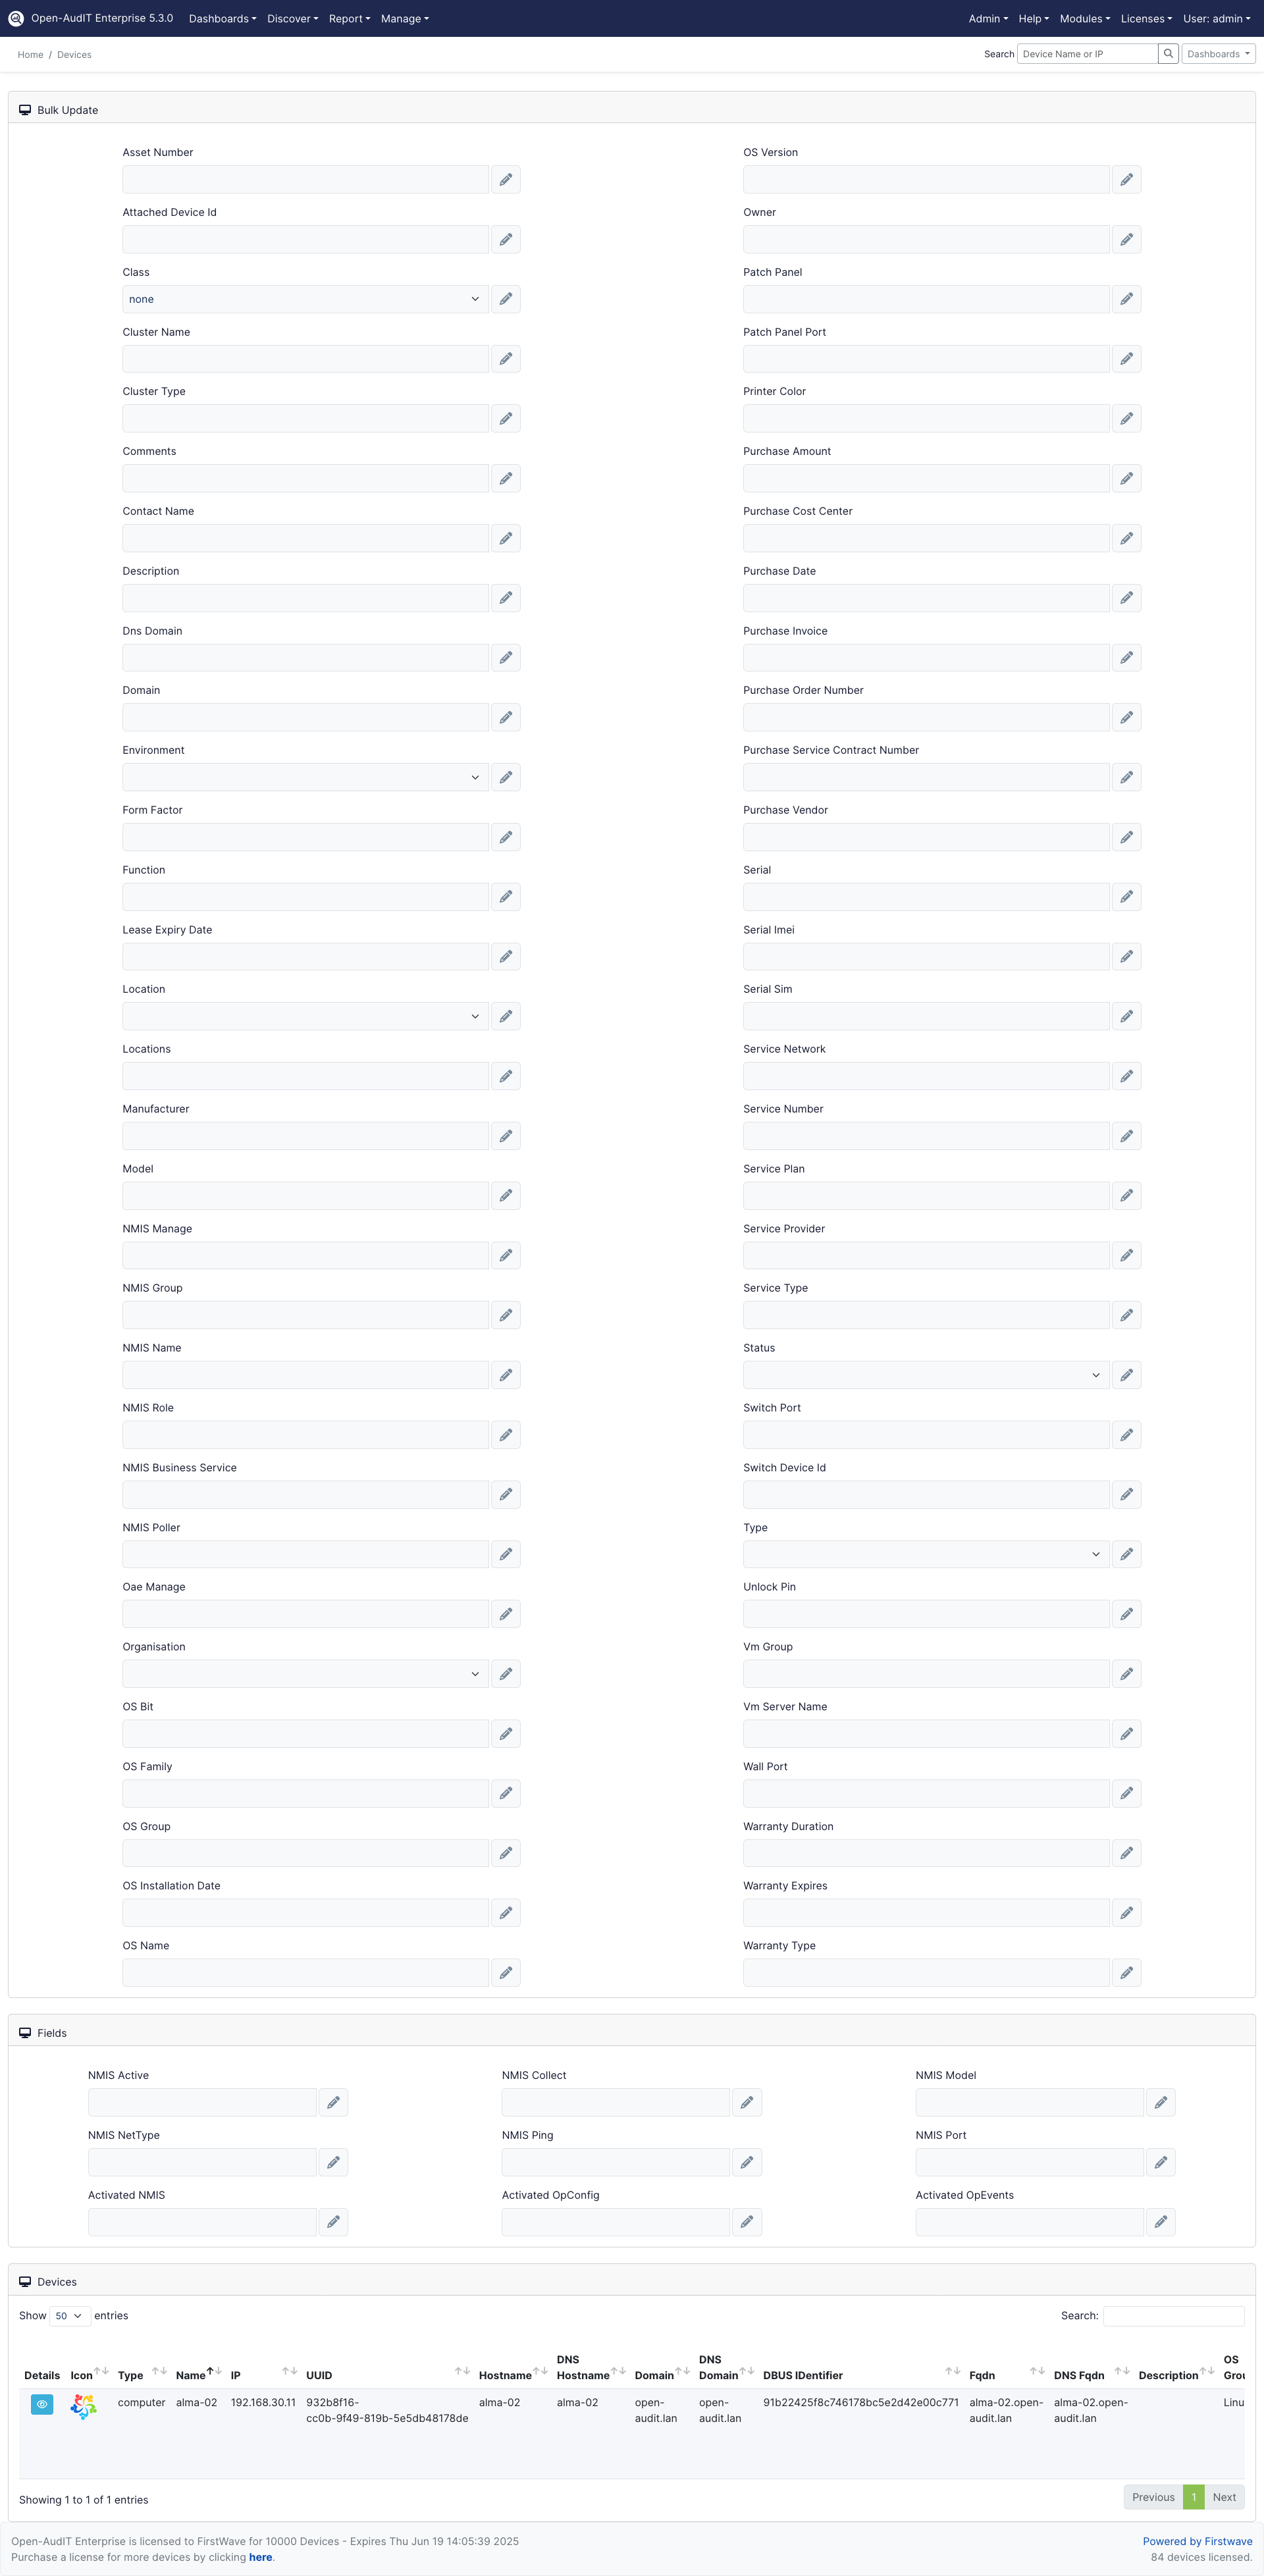 Open-AudIT Enterprise 5.3.0 Dashboards Discover Report Manage Admin Help Modules Licenses User: admin
Home / Devices Search Device Name or IP Dashboards
Bulk Update
Asset Number
OS Version
Attached Device Id
Owner
Class
Patch Panel
none
Cluster Name
Patch Panel Port
Cluster Type
Printer Color
Comments
Purchase Amount
Contact Name
Purchase Cost Center
Description
Purchase Date
Dns Domain
Purchase Invoice
Domain
Purchase Order Number
Environment
Purchase Service Contract Number
Form Factor
Purchase Vendor
Function
Serial
Lease Expiry Date
Serial Imei
Location
Serial Sim
Locations
Service Network
Manufacturer
Service Number
Model
Service Plan
NMIS Manage
Service Provider
NMIS Group
Service Type
NMIS Name
Status
NMIS Role
Switch Port
NMIS Business Service
Switch Device Id
NMIS Poller
Type
Oae Manage
Unlock Pin
Organisation
Vm Group
OS Bit
Vm Server Name
OS Family
Wall Port
OS Group
Warranty Duration
OS Installation Date
Warranty Expires
OS Name
Warranty Type
Fields
NMIS Active NMIS Collect NMIS Model
NMIS NetType NMIS Ping NMIS Port
Activated NMIS Activated OpConfig Activated OpEvents
Devices
Show 50 entries Search:
Details Icon Type Name IP UUID Hostname DNS Hostname Domain DNS Domain DBUS IDentifier Fqdn DNS Fqdn Description OS Grou
computer alma-02 192.168.30.11 932b8f16- alma-02 alma-02 open- open- 91b22425f8c746178bc5e2d42e00c771 alma-02.open- alma-02.open- Linu
cc0b-9f49-819b-5e5db48178de audit.lan audit.lan audit.lan audit.lan
Showing 1 to 1 of 1 entries Previous 1 Next
Open-AudIT Enterprise is licensed to FirstWave for 10000 Devices - Expires Thu Jun 19 14:05:39 2025 Powered by Firstwave
Purchase a license for more devices by clicking here. 84 devices licensed.